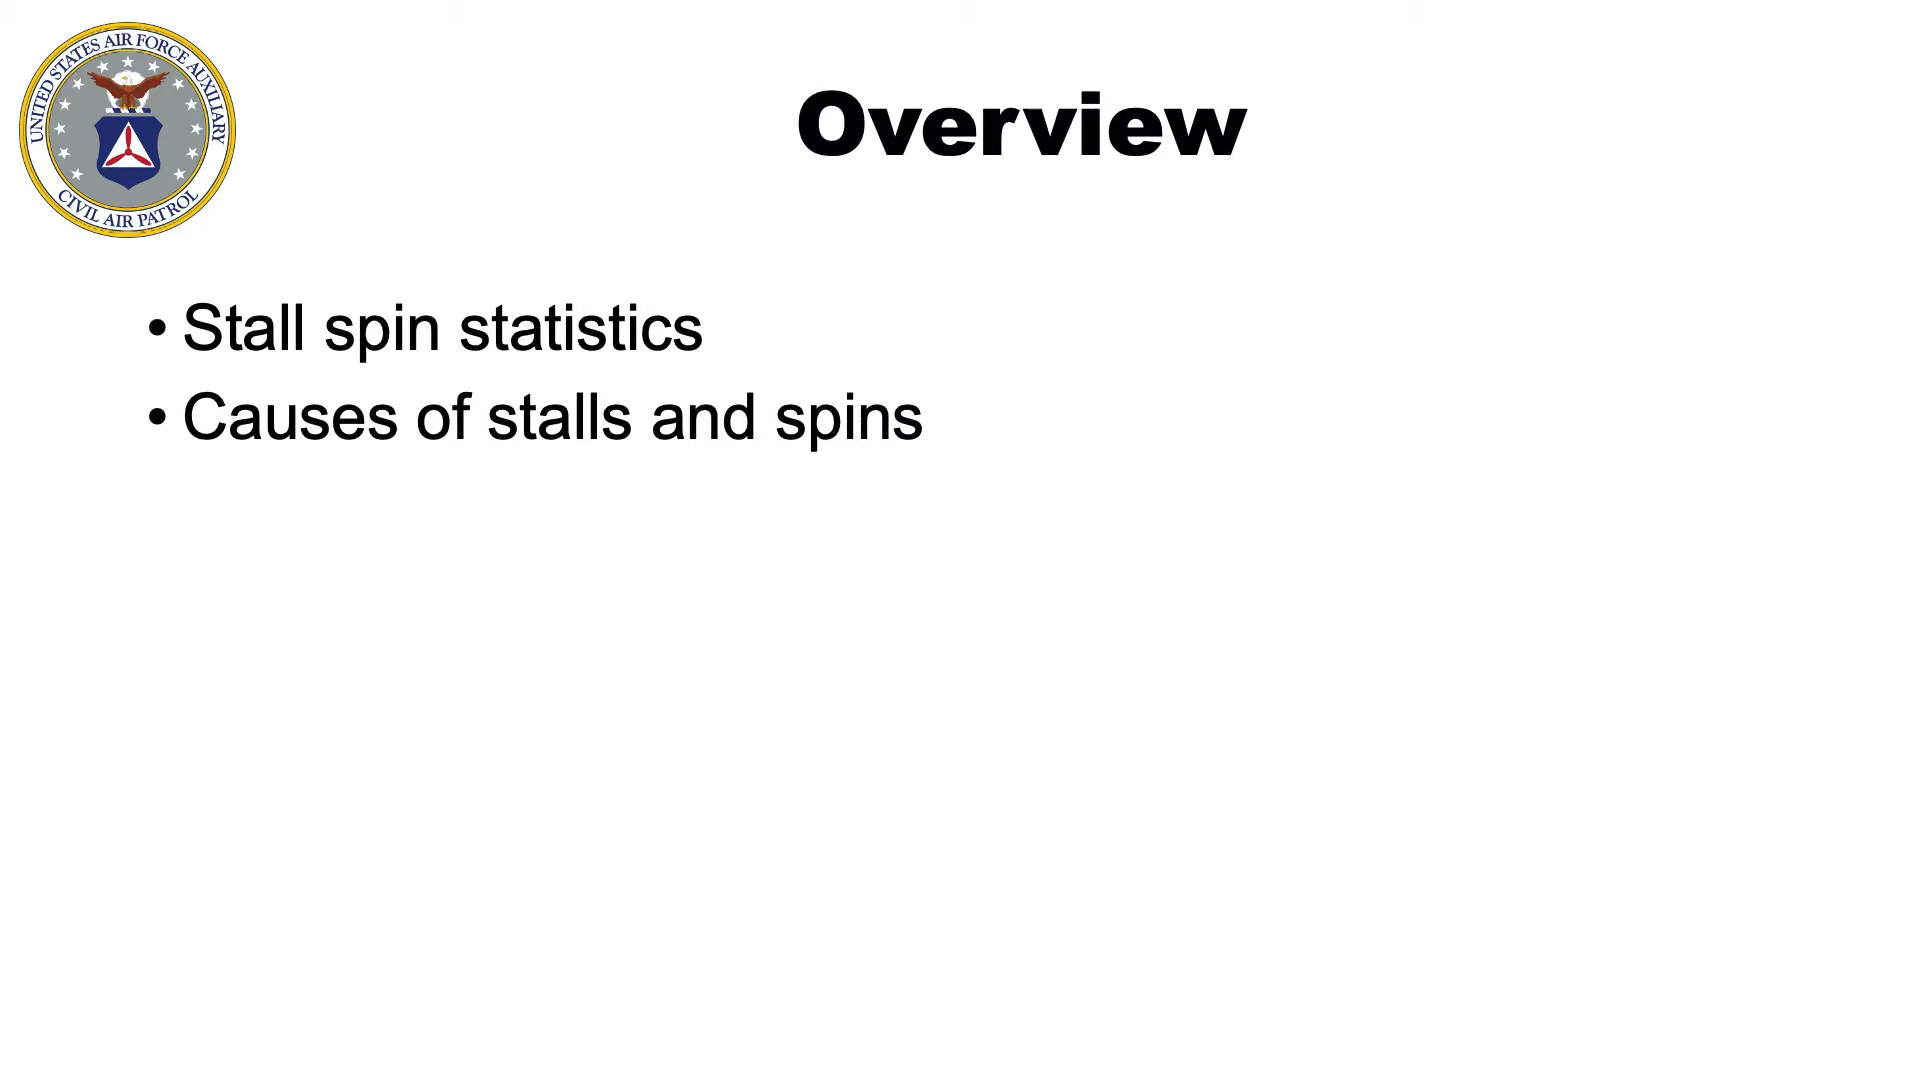 UNITED STATES AIR FORCE AUXILIARY
CIVIL AIR PATROL
Overview
• Stall spin statistics
• Causes of stalls and spins